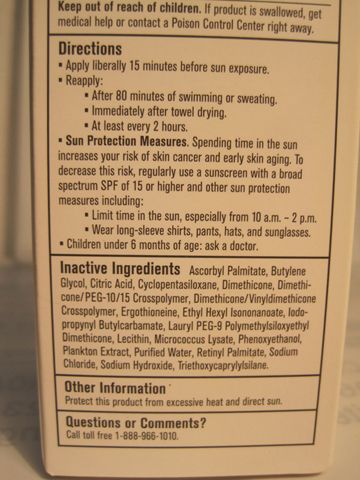 Keep out of reach of children. If product is swallowed, get
medical help or contact a Poison Control Center right away.
Directions
▪ Apply liberally 15 minutes before sun exposure.
▪ Reapply:
▪ After 80 minutes of swimming or sweating.
▪ Immediately after towel drying.
▪ At least every 2 hours.
▪ Sun Protection Measures. Spending time in the sun
increases your risk of skin cancer and early skin aging. To
decrease this risk, regularly use a sunscreen with a broad
spectrum SPF of 15 or higher and other sun protection
measures including:
▪ Limit time in the sun, especially from 10 a.m. – 2 p.m.
▪ Wear long-sleeve shirts, pants, hats, and sunglasses.
▪ Children under 6 months of age: ask a doctor.
Inactive Ingredients Ascorbyl Palmitate, Butylene
Glycol, Citric Acid, Cyclopentasiloxane, Dimethicone, Dimethi-
cone/PEG-10/15 Crosspolymer, Dimethicone/Vinyldimethicone
Crosspolymer, Ergothioneine, Ethyl Hexyl Isononanoate, Iodo-
propynyl Butylcarbamate, Lauryl PEG-9 Polymethylsiloxyethyl
Dimethicone, Lecithin, Micrococcus Lysate, Phenoxyethanol,
Plankton Extract, Purified Water, Retinyl Palmitate, Sodium
Chloride, Sodium Hydroxide, Triethoxycaprylylsilane.
Other Information
Protect this product from excessive heat and direct sun.
Questions or Comments?
Call toll free 1-888-966-1010.